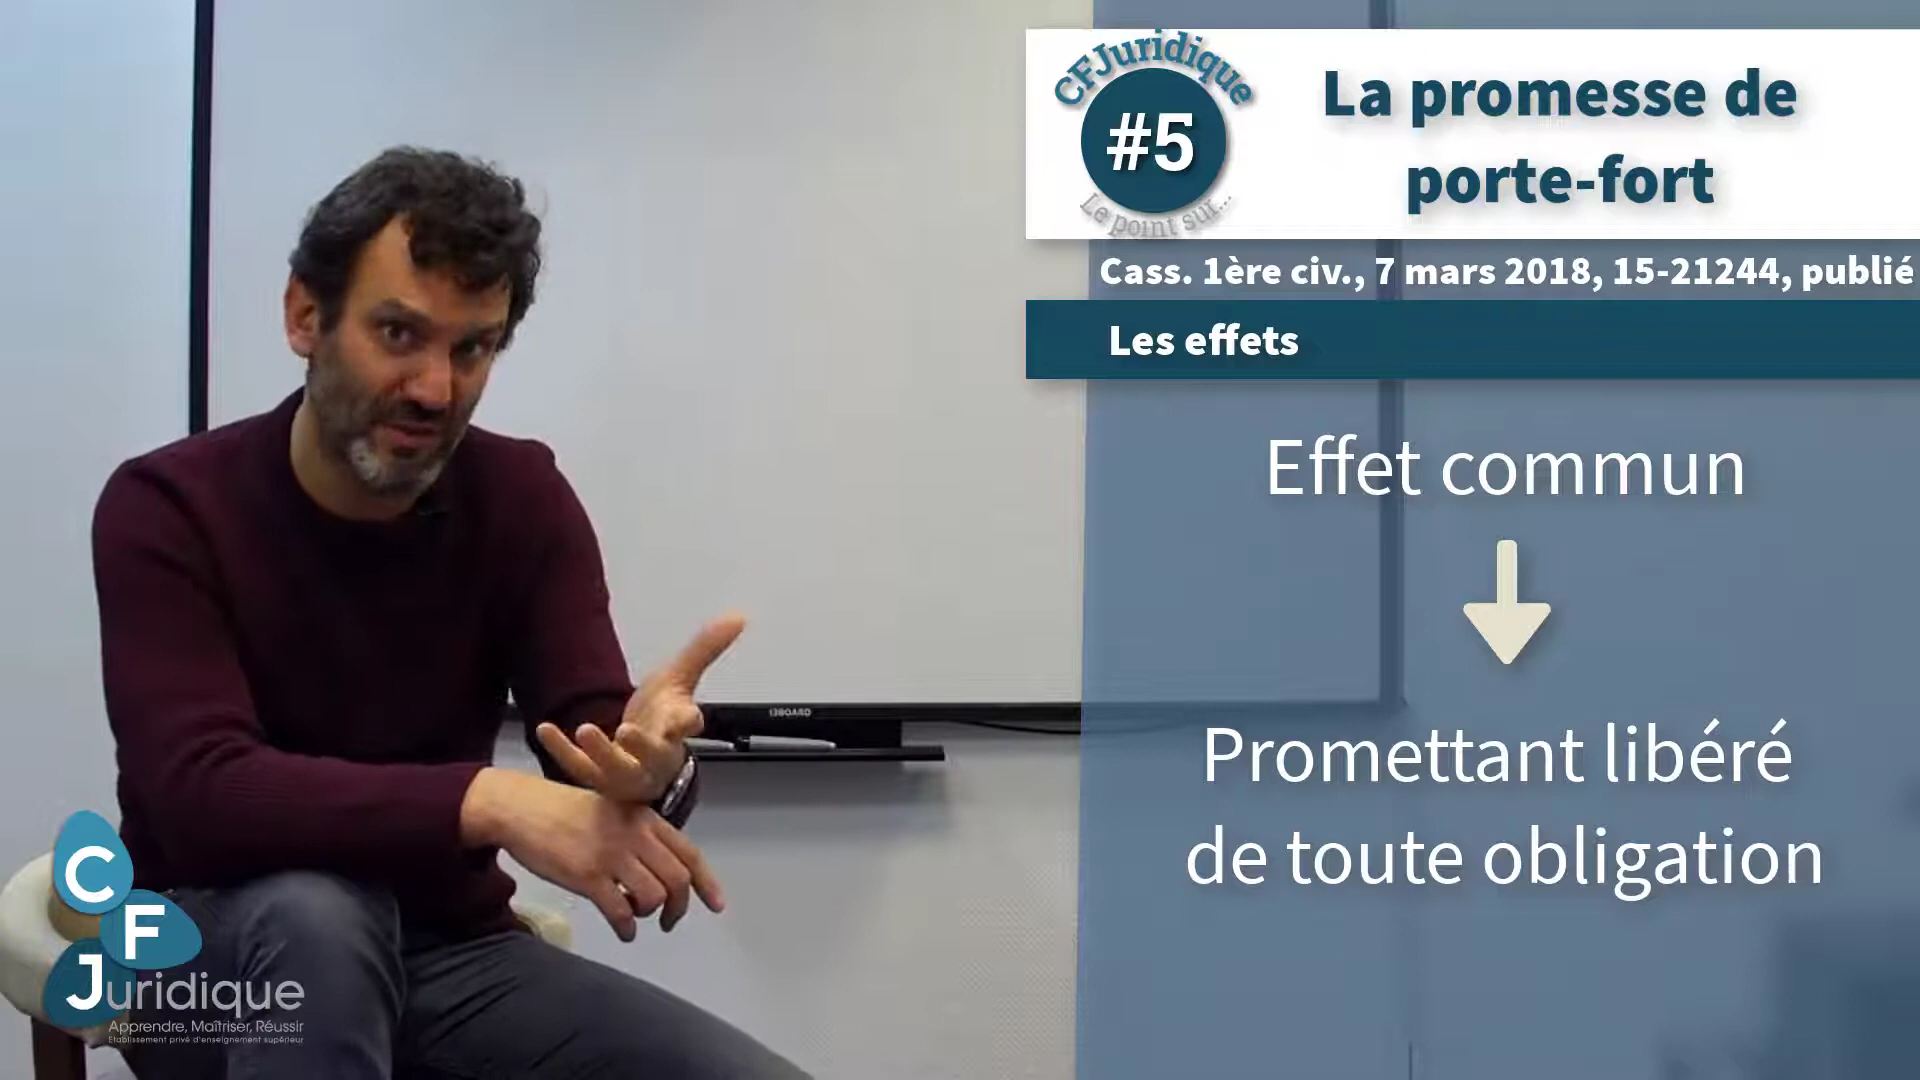 CFJuridique
#5
Le point sur...
La promesse de
porte-fort
Cass. 1ère civ., 7 mars 2018, 15-21244, publié
Les effets
Effet commun
Promettant libéré
de toute obligation
i3BOARD
C
F
Juridique
Apprendre, Maîtriser, Réussir
Etablissement privé d'enseignement supérieur